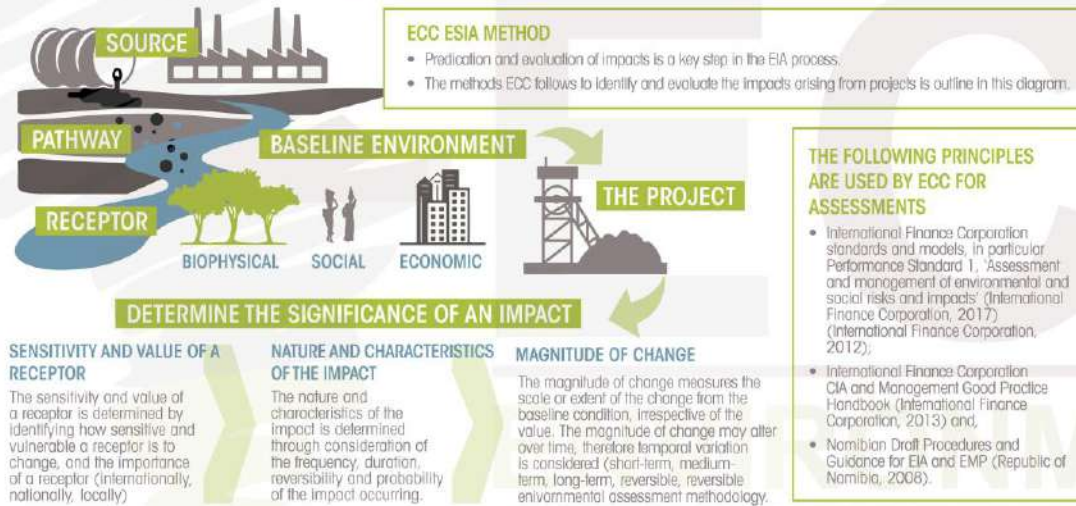 SOURCE
PATHWAY
RECEPTOR
BASELINE ENVIRONMENT
BIOPHYSICAL
SOCIAL
ECONOMIC
THE PROJECT
ECC ESIA METHOD
• Predication and evaluation of impacts is a key step in the EIA process.
• The methods ECC follows to identify and evaluate the impacts arising from projects is outline in this diagram.
DETERMINE THE SIGNIFICANCE OF AN IMPACT
SENSITIVITY AND VALUE OF A
RECEPTOR
The sensitivity and value of
a receptor is determined by
identifying how sensitive and
vulnerable a receptor is to
change, and the importance
of a receptor (internationally,
nationally, locally)
NATURE AND CHARACTERISTICS
OF THE IMPACT
The nature and
characteristics of the
impact is determined
through consideration of
the frequency, duration,
reversibility and probability
of the impact occurring.
MAGNITUDE OF CHANGE
The magnitude of change measures the
scale or extent of the change from the
baseline condition, irrespective of the
value. The magnitude of change may alter
over time, therefore temporal variation
is considered (short-term, medium-
term, long-term, reversible, reversible
enivornmental assessment methodology.
THE FOLLOWING PRINCIPLES
ARE USED BY ECC FOR
ASSESSMENTS
• International Finance Corporation
standards and models, in particular
Performance Standard 1, 'Assessment
and management of environmental and
social risks and impacts' (International
Finance Corporation, 2017)
(International Finance Corporation,
2012);
• International Finance Corporation
CIA and Management Good Practice
Handbook (International Finance
Corporation, 2013) and,
• Namibian Draft Procedures and
Guidance for EIA and EMP (Republic of
Namibia, 2008).